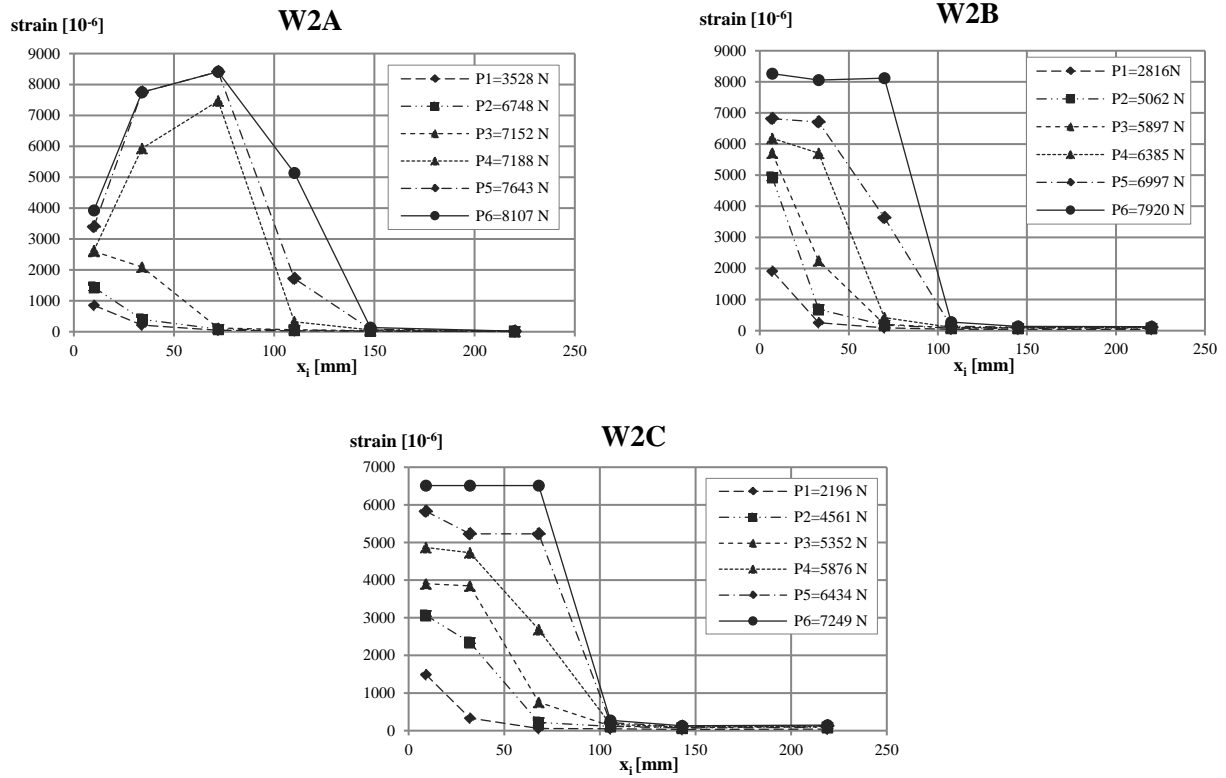 strain [10-6]
W2A
9000
8000
7000
6000
5000
4000
3000
2000
1000
0
0 50 100 150 200 250
xi [mm]
P1=3528 N
P2=6748 N
P3=7152 N
P4=7188 N
P5=7643 N
P6=8107 N
strain [10-6]
W2B
9000
8000
7000
6000
5000
4000
3000
2000
1000
0
0 50 100 150 200 250
xi [mm]
P1=2816N
P2=5062 N
P3=5897 N
P4=6385 N
P5=6997 N
P6=7920 N
strain [10-6]
W2C
7000
6000
5000
4000
3000
2000
1000
0
0 50 100 150 200 250
xi [mm]
P1=2196 N
P2=4561 N
P3=5352 N
P4=5876 N
P5=6434 N
P6=7249 N